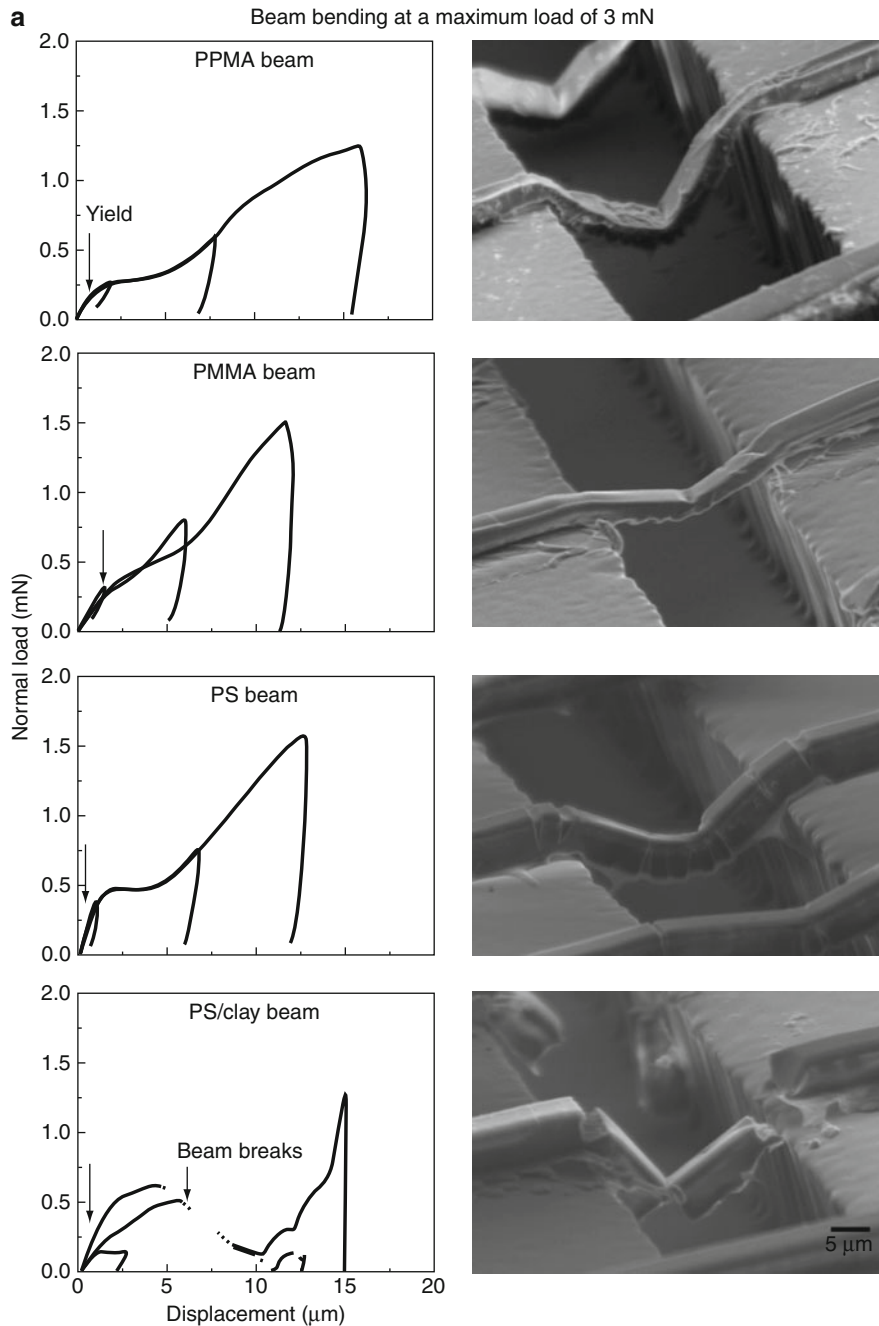 a
Beam bending at a maximum load of 3 mN
2.0
PPMA beam
1.5
1.0
Yield
0.5
0.0
2.0
PMMA beam
1.5
1.0
0.5
0.0
Normal load (mN)
2.0
PS beam
1.5
1.0
0.5
0.0
2.0
PS/clay beam
1.5
1.0
Beam breaks
0.5
0.0
0 5 10 15 20
Displacement (μm)
5 μm